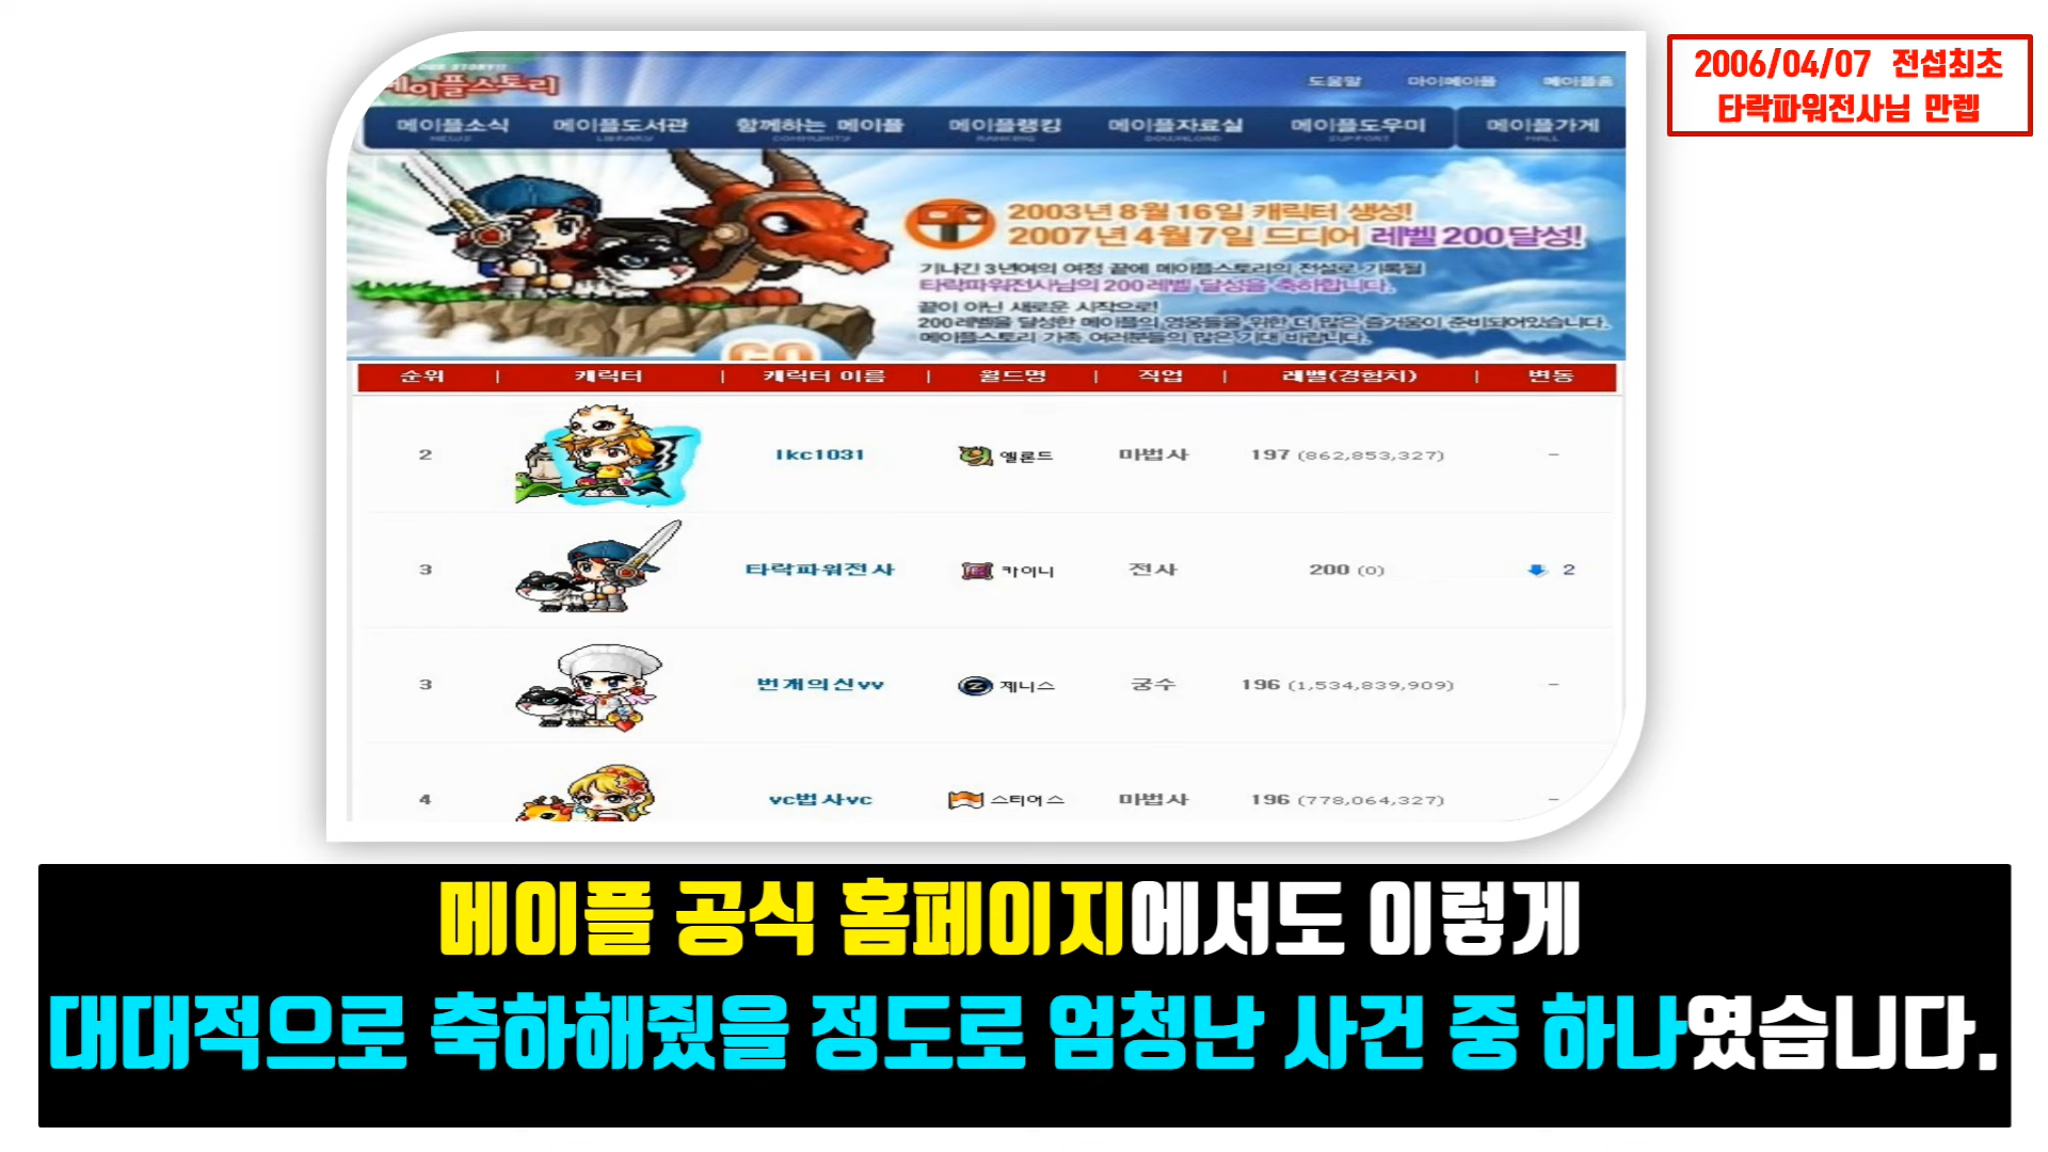 2006/04/07 전섭최초
타락파워전사님 만렙
메이플스토리
도움말 마이메이플 메이플홈
메이플소식 메이플도서관 함께하는 메이플 메이플랭킹 메이플자료실 메이플도우미 메이플가게
NEWS LIBRARY COMMUNITY RANKING DOWNLOAD SUPPORT MALL
2003년 8월 16일 캐릭터 생성!
2007년 4월 7일 드디어 레벨 200 달성!
기나긴 3년여의 여정 끝에 메이플스토리의 전설로 기록될
타락파워전사님의 200 레벨 달성을 축하합니다.
끝이 아닌 새로운 시작으로!
200레벨을 달성한 메이플의 영웅들을 위한 더 많은 즐거움이 준비되어있습니다.
메이플스토리 가족 여러분들의 많은 기대 바랍니다.
GO
순위 | 캐릭터 | 캐릭터 이름 | 월드명 | 직업 | 레벨(경험치) | 변동
2 lkc1031 엘론드 마법사 197 (862,853,327) -
3 타락파워전사 카이니 전사 200 (0) 2
3 번개의신vv 제니스 궁수 196 (1,534,839,909) -
4 vc법사vc 스티어스 마법사 196 (778,064,327) -
메이플 공식 홈페이지에서도 이렇게
대대적으로 축하해줬을 정도로 엄청난 사건 중 하나였습니다.